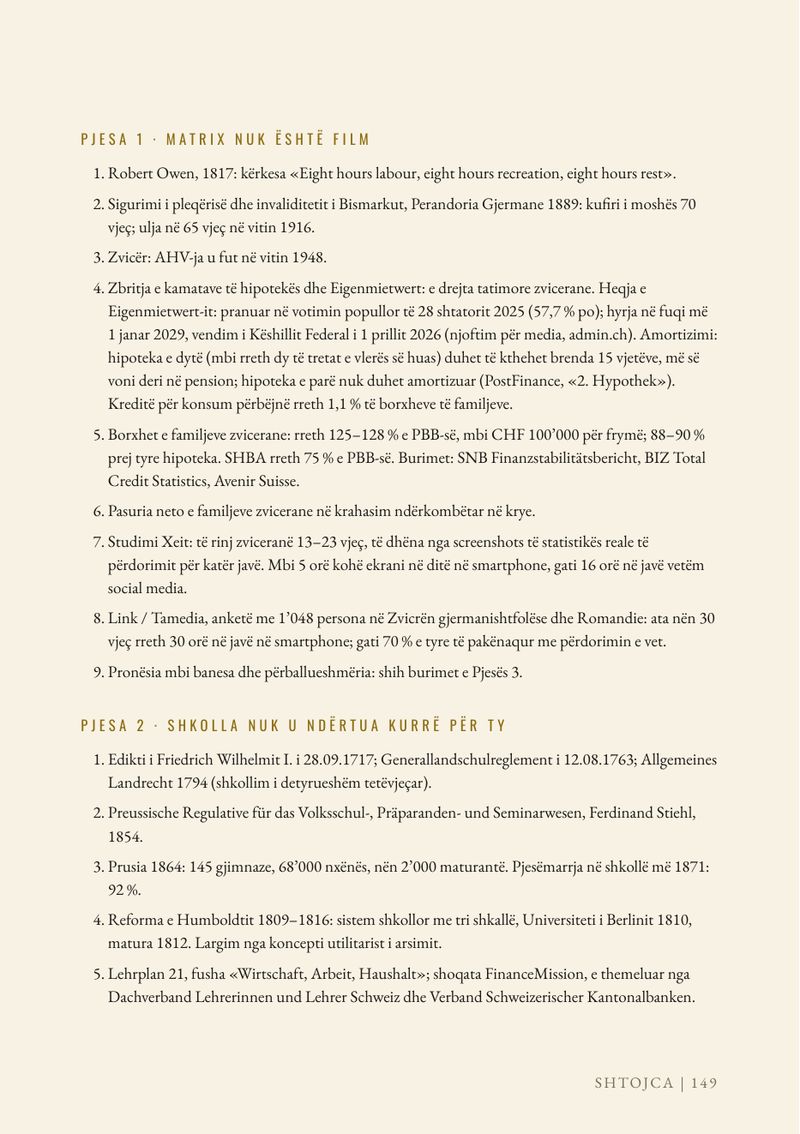 PJESA 1 · MATRIX NUK ËSHTË FILM
1. Robert Owen, 1817: kërkesa «Eight hours labour, eight hours recreation, eight hours rest».
2. Sigurimi i pleqërisë dhe invaliditetit i Bismarkut, Perandoria Gjermane 1889: kufiri i moshës 70
vjeç; ulja në 65 vjeç në vitin 1916.
3. Zvicër: AHV-ja u fut në vitin 1948.
4. Zbritja e kamatave të hipotekës dhe Eigenmietwert: e drejta tatimore zvicerane. Heqja e
Eigenmietwert-it: pranuar në votimin popullor të 28 shtatorit 2025 (57,7 % po); hyrja në fuqi më
1 janar 2029, vendim i Këshillit Federal i 1 prillit 2026 (njoftim për media, admin.ch). Amortizimi:
hipoteka e dytë (mbi rreth dy të tretat e vlerës së huas) duhet të kthehet brenda 15 vjetëve, më së
voni deri në pension; hipoteka e parë nuk duhet amortizuar (PostFinance, «2. Hypothek»).
Kreditë për konsum përbëjnë rreth 1,1 % të borxheve të familjeve.
5. Borxhet e familjeve zvicerane: rreth 125–128 % e PBB-së, mbi CHF 100’000 për frymë; 88–90 %
prej tyre hipoteka. SHBA rreth 75 % e PBB-së. Burimet: SNB Finanzstabilitätsbericht, BIZ Total
Credit Statistics, Avenir Suisse.
6. Pasuria neto e familjeve zvicerane në krahasim ndërkombëtar në krye.
7. Studimi Xeit: të rinj zviceranë 13–23 vjeç, të dhëna nga screenshots të statistikës reale të
përdorimit për katër javë. Mbi 5 orë kohë ekrani në ditë në smartphone, gati 16 orë në javë vetëm
social media.
8. Link / Tamedia, anketë me 1’048 persona në Zvicrën gjermanishtfolëse dhe Romandie: ata nën 30
vjeç rreth 30 orë në javë në smartphone; gati 70 % e tyre të pakënaqur me përdorimin e vet.
9. Pronësia mbi banesa dhe përballueshmëria: shih burimet e Pjesës 3.
PJESA 2 · SHKOLLA NUK U NDËRTUA KURRË PËR TY
1. Edikti i Friedrich Wilhelmit I. i 28.09.1717; Generallandschulreglement i 12.08.1763; Allgemeines
Landrecht 1794 (shkollim i detyrueshëm tetëvjeçar).
2. Preussische Regulative für das Volksschul-, Präparanden- und Seminarwesen, Ferdinand Stiehl,
1854.
3. Prusia 1864: 145 gjimnaze, 68’000 nxënës, nën 2’000 maturantë. Pjesëmarrja në shkollë më 1871:
92 %.
4. Reforma e Humboldtit 1809–1816: sistem shkollor me tri shkallë, Universiteti i Berlinit 1810,
matura 1812. Largim nga koncepti utilitarist i arsimit.
5. Lehrplan 21, fusha «Wirtschaft, Arbeit, Haushalt»; shoqata FinanceMission, e themeluar nga
Dachverband Lehrerinnen und Lehrer Schweiz dhe Verband Schweizerischer Kantonalbanken.
SHTOJCA | 149